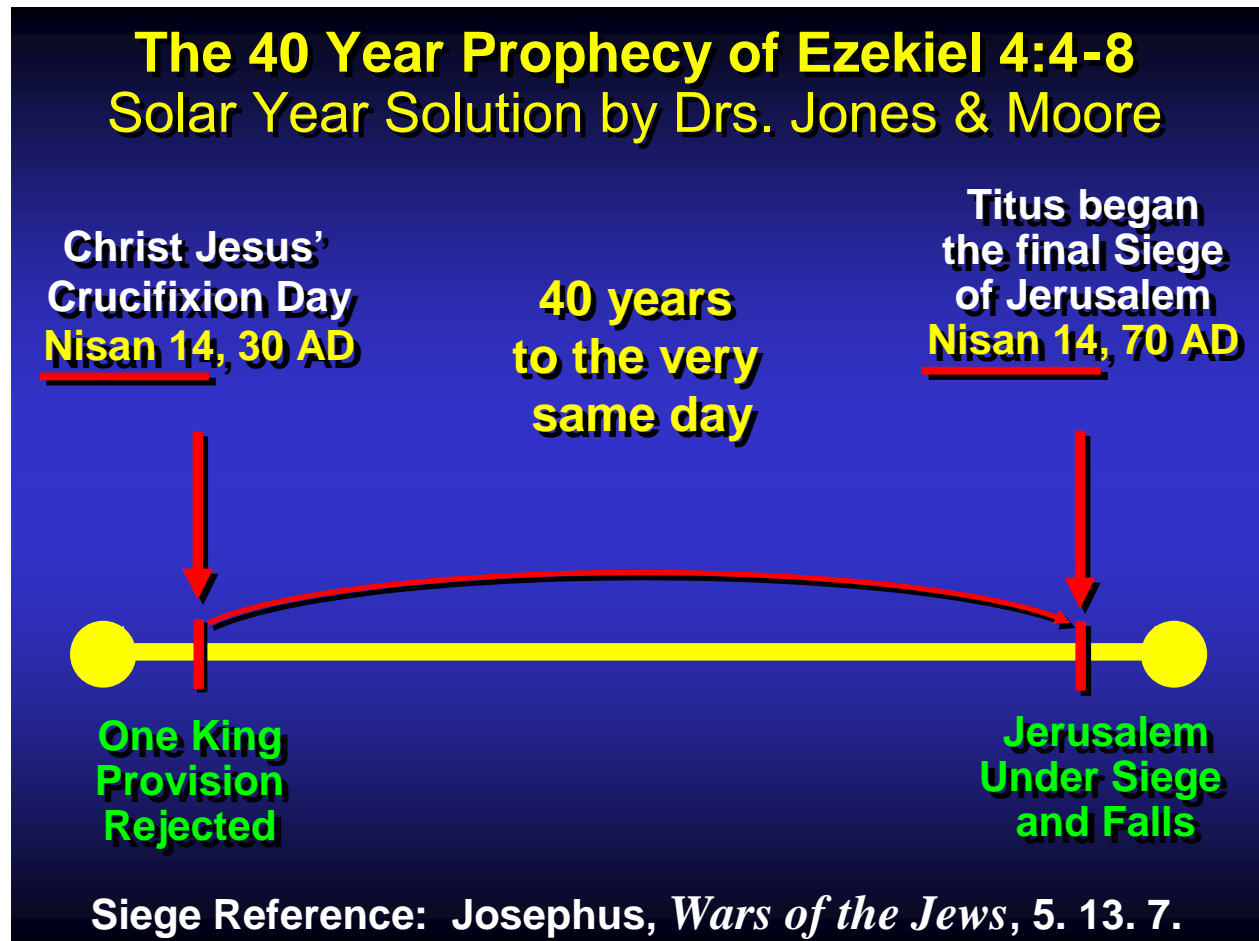 The 40 Year Prophecy of Ezekiel 4:4-8
Solar Year Solution by Drs. Jones & Moore
Christ Jesus’
Crucifixion Day
Nisan 14, 30 AD
40 years
to the very
same day
Titus began
the final Siege
of Jerusalem
Nisan 14, 70 AD
One King
Provision
Rejected
Jerusalem
Under Siege
and Falls
Siege Reference: Josephus, Wars of the Jews, 5. 13. 7.